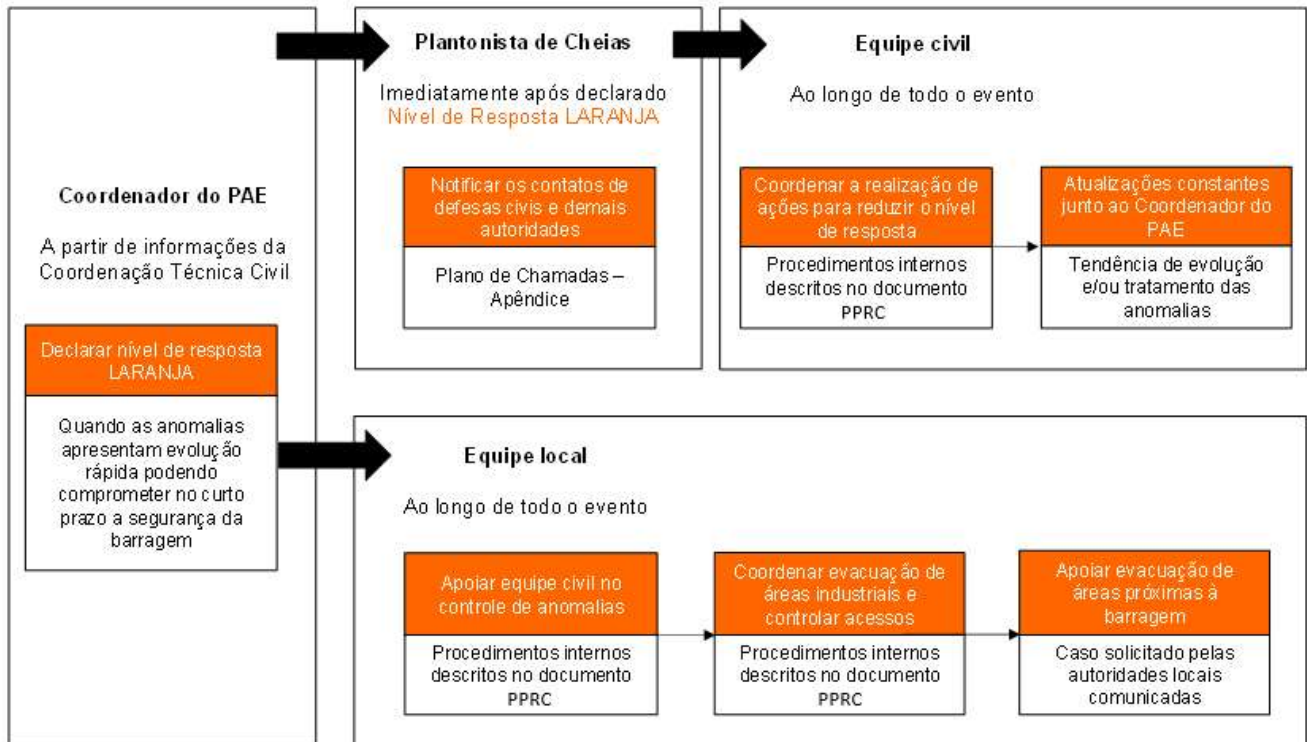 Coordenador do PAE
A partir de informações da
Coordenação Técnica Civil
Declarar nível de resposta
LARANJA
Quando as anomalias
apresentam evolução
rápida podendo
comprometer no curto
prazo a segurança da
barragem
Plantonista de Cheias
Imediatamente após declarado
Nível de Resposta LARANJA
Notificar os contatos de
defesas civis e demais
autoridades
Plano de Chamadas –
Apêndice
Equipe civil
Ao longo de todo o evento
Coordenar a realização de
ações para reduzir o nível
de resposta
Procedimentos internos
descritos no documento
PPRC
Atualizações constantes
junto ao Coordenador do
PAE
Tendência de evolução
e/ou tratamento das
anomalias
Equipe local
Ao longo de todo o evento
Apoiar equipe civil no
controle de anomalias
Procedimentos internos
descritos no documento
PPRC
Coordenar evacuação de
áreas industriais e
controlar acessos
Procedimentos internos
descritos no documento
PPRC
Apoiar evacuação de
áreas próximas à
barragem
Caso solicitado pelas
autoridades locais
comunicadas